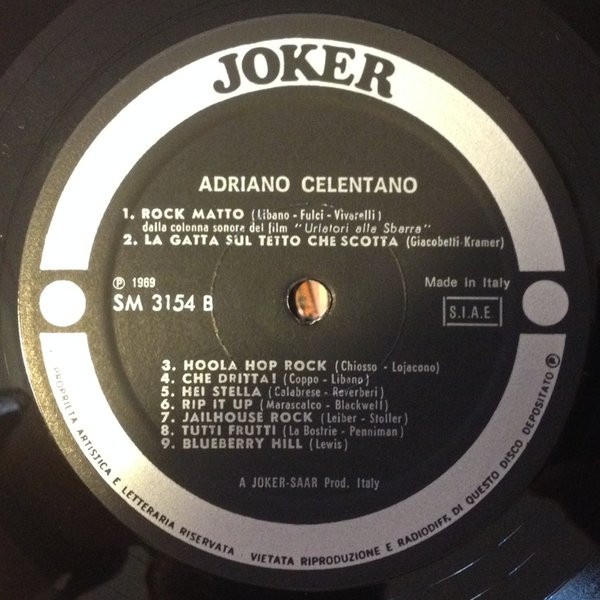 JOKER
ADRIANO CELENTANO
1. ROCK MATTO (Libano - Fulci - Vivarelli)
dalla colonna sonora del film "Urlatori alla Sbarra"
2. LA GATTA SUL TETTO CHE SCOTTA (Giacobetti-Kramer)
Ⓟ 1969
SM 3154 B
Made in Italy
S.I.A.E.
3. HOOLA HOP ROCK (Chiosso - Lojacono)
4. CHE DRITTA! (Coppo - Libano)
5. HEI STELLA (Calabrese - Reverberi)
6. RIP IT UP (Marascalco - Blackwell)
7. JAILHOUSE ROCK (Leiber - Stoller)
8. TUTTI FRUTTI (La Bostrie - Penniman)
9. BLUEBERRY HILL (Lewis)
A JOKER-SAAR Prod. Italy
PROPRIETA ARTISTICA E LETTERARIA RISERVATA - VIETATA RIPRODUZIONE E RADIODIFF. DI QUESTO DISCO DEPOSITATO Ⓟ